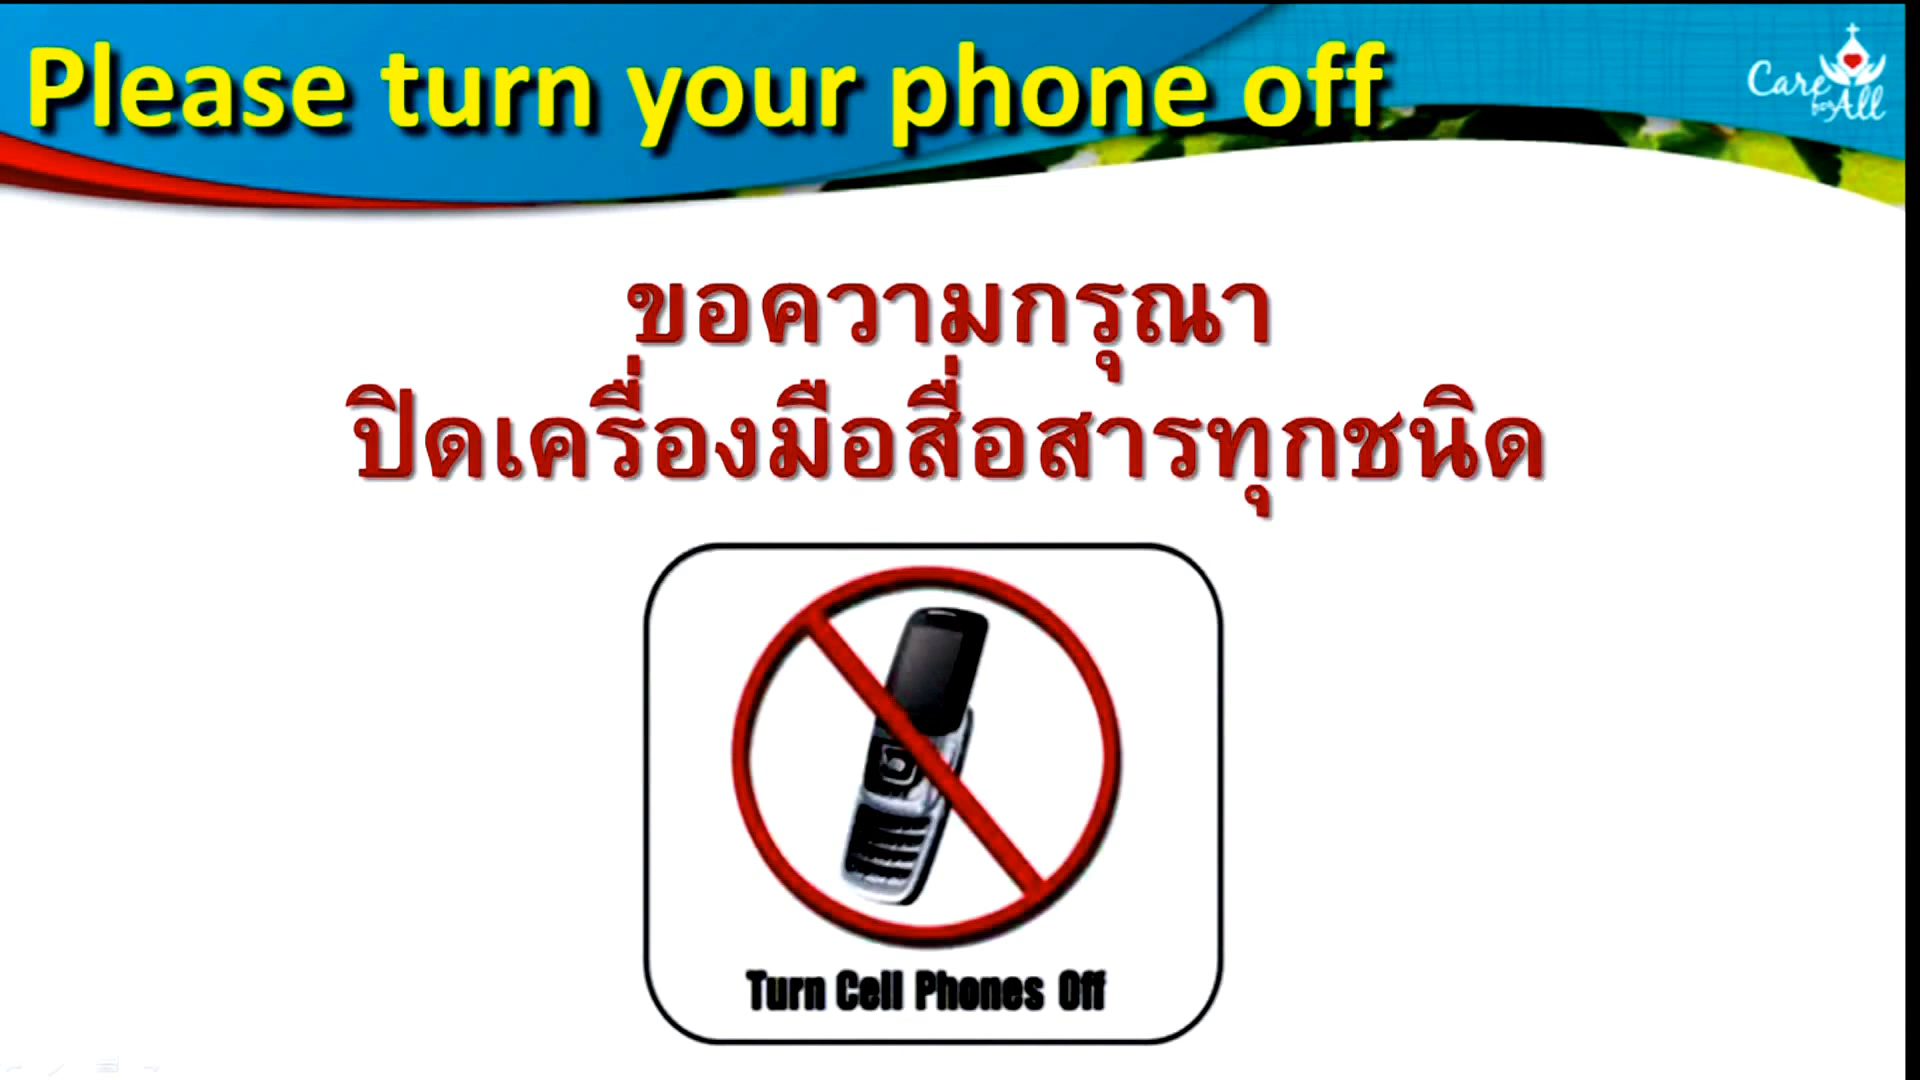 Please turn your phone off
Care
for All
ขอความกรุณา
ปิดเครื่องมือสื่อสารทุกชนิด
Turn Cell Phones Off